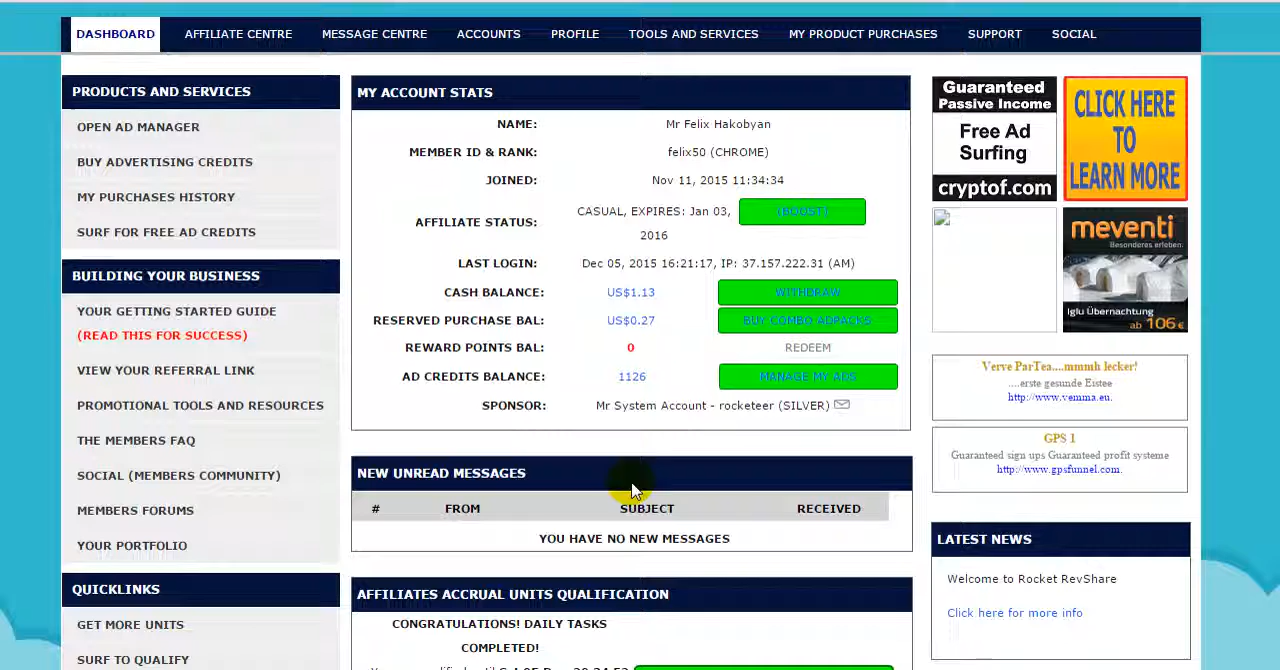 DASHBOARD AFFILIATE CENTRE MESSAGE CENTRE ACCOUNTS PROFILE TOOLS AND SERVICES MY PRODUCT PURCHASES SUPPORT SOCIAL
PRODUCTS AND SERVICES
OPEN AD MANAGER
BUY ADVERTISING CREDITS
MY PURCHASES HISTORY
SURF FOR FREE AD CREDITS
BUILDING YOUR BUSINESS
YOUR GETTING STARTED GUIDE
(READ THIS FOR SUCCESS)
VIEW YOUR REFERRAL LINK
PROMOTIONAL TOOLS AND RESOURCES
THE MEMBERS FAQ
SOCIAL (MEMBERS COMMUNITY)
MEMBERS FORUMS
YOUR PORTFOLIO
QUICKLINKS
GET MORE UNITS
SURF TO QUALIFY
MY ACCOUNT STATS
NAME: Mr Felix Hakobyan
MEMBER ID & RANK: felix50 (CHROME)
JOINED: Nov 11, 2015 11:34:34
AFFILIATE STATUS: CASUAL, EXPIRES: Jan 03, (BOOST)
2016
LAST LOGIN: Dec 05, 2015 16:21:17, IP: 37.157.222.31 (AM)
CASH BALANCE: US$1.13 WITHDRAW
RESERVED PURCHASE BAL: US$0.27 BUY COMBO ADPACKS
REWARD POINTS BAL: 0 REDEEM
AD CREDITS BALANCE: 1126 MANAGE MY ADS
SPONSOR: Mr System Account - rocketeer (SILVER)
NEW UNREAD MESSAGES
# FROM SUBJECT RECEIVED
YOU HAVE NO NEW MESSAGES
AFFILIATES ACCRUAL UNITS QUALIFICATION
CONGRATULATIONS! DAILY TASKS
COMPLETED!
Guaranteed
Passive Income
Free Ad
Surfing
cryptof.com
CLICK HERE
TO
LEARN MORE
meventi
Besonderes erleben.
Iglu Übernachtung
ab 106€
Verve ParTea....mmmh lecker!
....erste gesunde Eistee
http://www.vemma.eu.
GPS 1
Guaranteed sign ups Guaranteed profit systeme
http://www.gpsfunnel.com.
LATEST NEWS
Welcome to Rocket RevShare
Click here for more info